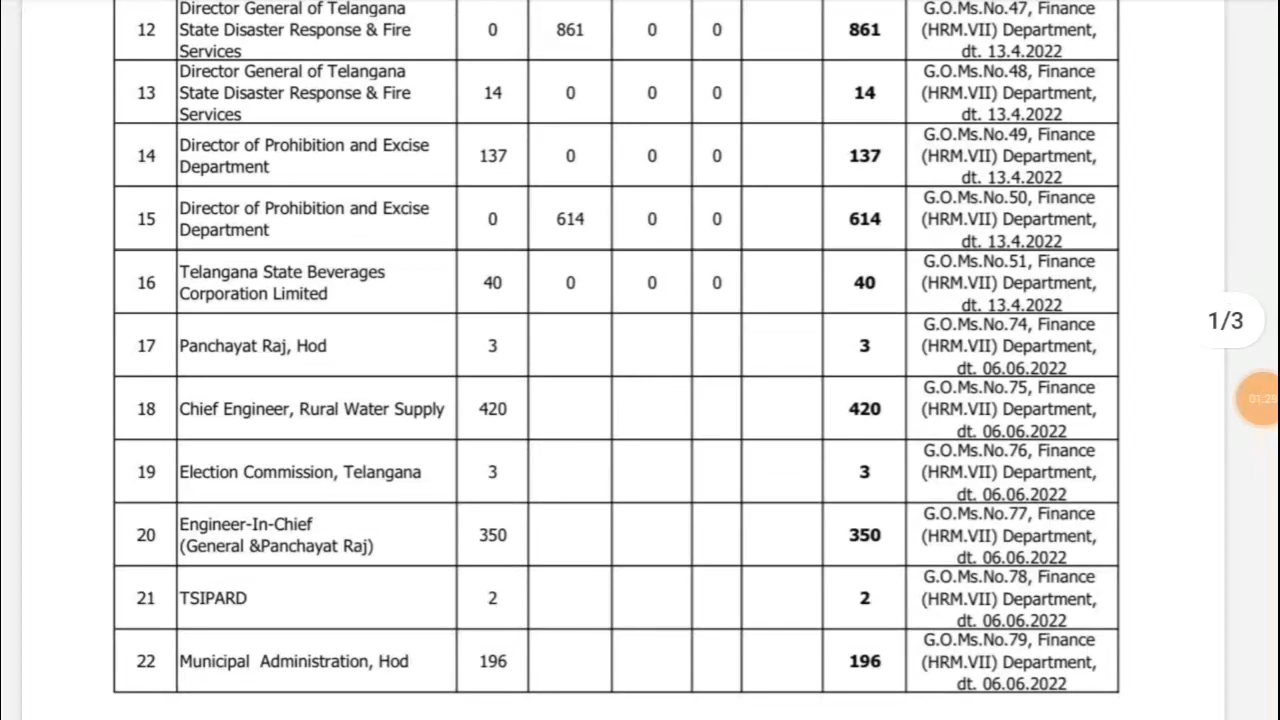 12 Director General of Telangana State Disaster Response & Fire Services 0 861 0 0 861 G.O.Ms.No.47, Finance (HRM.VII) Department, dt. 13.4.2022
13 Director General of Telangana State Disaster Response & Fire Services 14 0 0 0 14 G.O.Ms.No.48, Finance (HRM.VII) Department, dt. 13.4.2022
14 Director of Prohibition and Excise Department 137 0 0 0 137 G.O.Ms.No.49, Finance (HRM.VII) Department, dt. 13.4.2022
15 Director of Prohibition and Excise Department 0 614 0 0 614 G.O.Ms.No.50, Finance (HRM.VII) Department, dt. 13.4.2022
16 Telangana State Beverages Corporation Limited 40 0 0 0 40 G.O.Ms.No.51, Finance (HRM.VII) Department, dt. 13.4.2022
17 Panchayat Raj, Hod 3 3 G.O.Ms.No.74, Finance (HRM.VII) Department, dt. 06.06.2022
18 Chief Engineer, Rural Water Supply 420 420 G.O.Ms.No.75, Finance (HRM.VII) Department, dt. 06.06.2022
19 Election Commission, Telangana 3 3 G.O.Ms.No.76, Finance (HRM.VII) Department, dt. 06.06.2022
20 Engineer-In-Chief (General &Panchayat Raj) 350 350 G.O.Ms.No.77, Finance (HRM.VII) Department, dt. 06.06.2022
21 TSIPARD 2 2 G.O.Ms.No.78, Finance (HRM.VII) Department, dt. 06.06.2022
22 Municipal Administration, Hod 196 196 G.O.Ms.No.79, Finance (HRM.VII) Department, dt. 06.06.2022
1/3